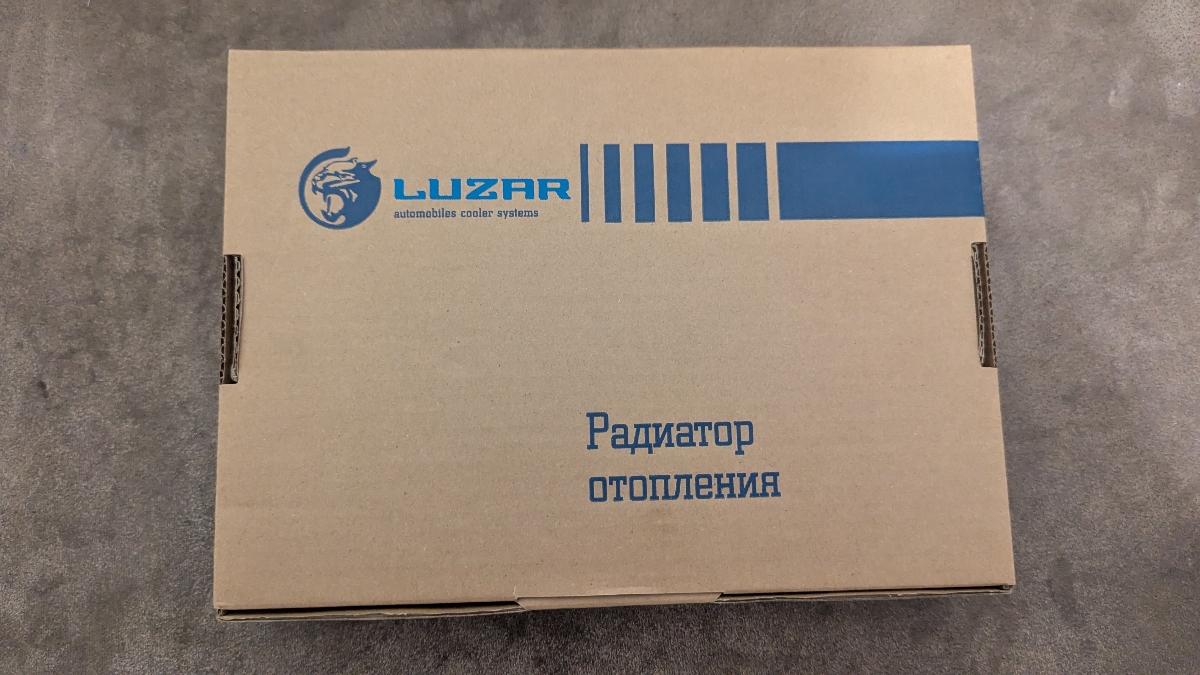 LUZAR
automobiles cooler systems
Радиатор
отопления